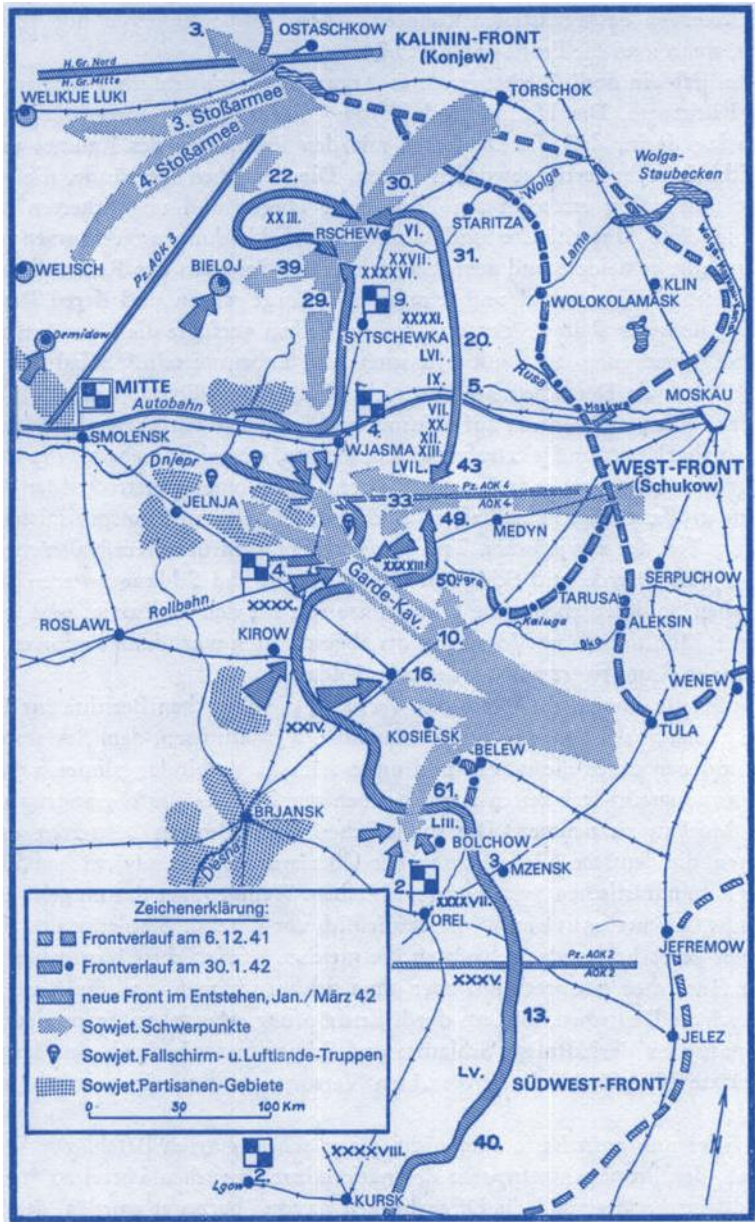 3.
OSTASCHKOW
KALININ-FRONT
(Konjew)
H. Gr. Nord
H. Gr. Mitte
WELIKIJE LUKI
TORSCHOK
3. Stoßarmee
4. Stoßarmee
Wolga-
Staubecken
22.
30.
Wolga
STARITZA
Lama
XXIII.
RSCHEW
VI.
WELISCH
Pz. AOK 3
BIELOJ
39.
XXVII.
XXXXVI.
31.
KLIN
WOLOKOLAMASK
29.
9.
SYTSCHEWKA
XXXXI.
20.
Demidow
LVI.
Rusa
IX.
5.
MITTE
Autobahn
4.
VII.
Moskwa
MOSKAU
SMOLENSK
WJASMA
XX.
XII.
XIII.
LVII.
43
Dnjepr
WEST-FRONT
(Schukow)
JELNJA
33
Pz. AOK 4
AOK 4
49.
MEDYN
4.
XXXXIII.
SERPUCHOW
50.
Ugra
XXXX.
Garde-Kav.
TARUSA
Rollbahn
Kaluga
ALEKSIN
ROSLAWL
10.
Oka
KIROW
16.
WENEW
KOSIELSK
TULA
XXIV.
BELEW
61.
BRJANSK
LIII.
BOLCHOW
Desna
3
MZENSK
2.
XXXXVII.
OREL
JEFREMOW
Pz. AOK 2
AOK 2
XXXV.
13.
JELEZ
LV.
SÜDWEST-FRONT
40.
XXXXVIII.
2.
Lgow
KURSK
N
Zeichenerklärung:
Frontverlauf am 6.12.41
Frontverlauf am 30.1.42
neue Front im Entstehen, Jan./März 42
Sowjet. Schwerpunkte
Sowjet. Fallschirm- u. Luftlande-Truppen
Sowjet. Partisanen-Gebiete
0 30 100 Km